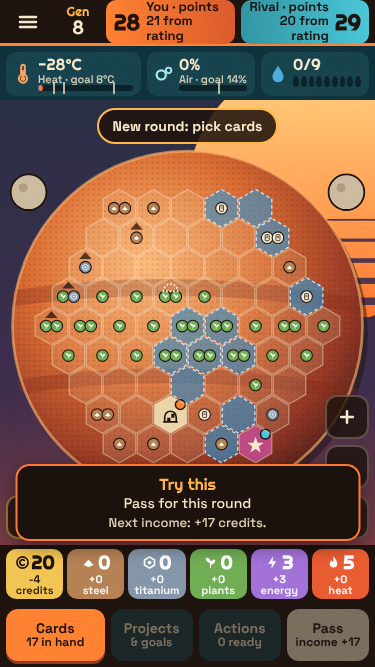 Gen
8
28
You · points
21 from
rating
Rival · points
20 from
rating
29
-28°C
Heat · goal 8°C
0%
Air · goal 14%
0/9
New round: pick cards
+
Try this
Pass for this round
Next income: +17 credits.
© 20
-4
credits
0
+0
steel
0
+0
titanium
0
+0
plants
3
+3
energy
5
+0
heat
Cards
17 in hand
Projects
& goals
Actions
0 ready
Pass
income +17